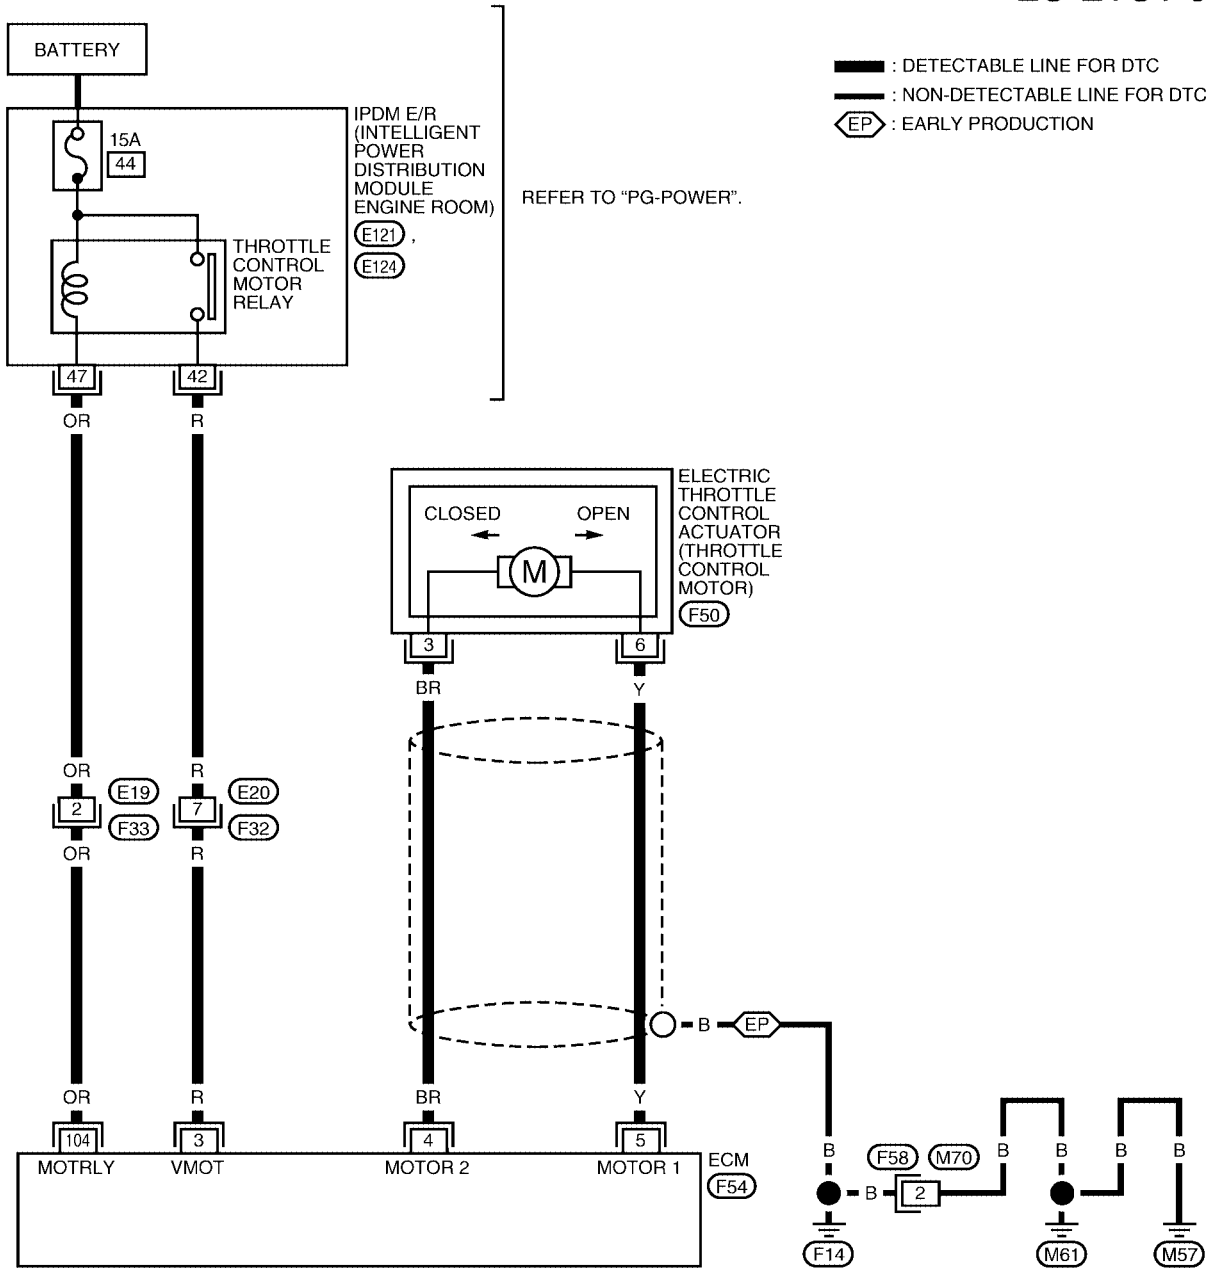 BATTERY
: DETECTABLE LINE FOR DTC
: NON-DETECTABLE LINE FOR DTC
EP : EARLY PRODUCTION
15A
44
IPDM E/R
(INTELLIGENT
POWER
DISTRIBUTION
MODULE
ENGINE ROOM)
E121 ,
E124
REFER TO “PG-POWER”.
THROTTLE
CONTROL
MOTOR
RELAY
47 42
OR R
ELECTRIC
THROTTLE
CONTROL
ACTUATOR
(THROTTLE
CONTROL
MOTOR)
F50
CLOSED OPEN
M
3 6
BR Y
OR R
2 E19 7 E20
F33 F32
OR R
B EP
OR R BR Y
104 3 4 5
MOTRLY VMOT MOTOR 2 MOTOR 1
ECM
F54
B F58 M70 B B B B
B 2
F14 M61 M57